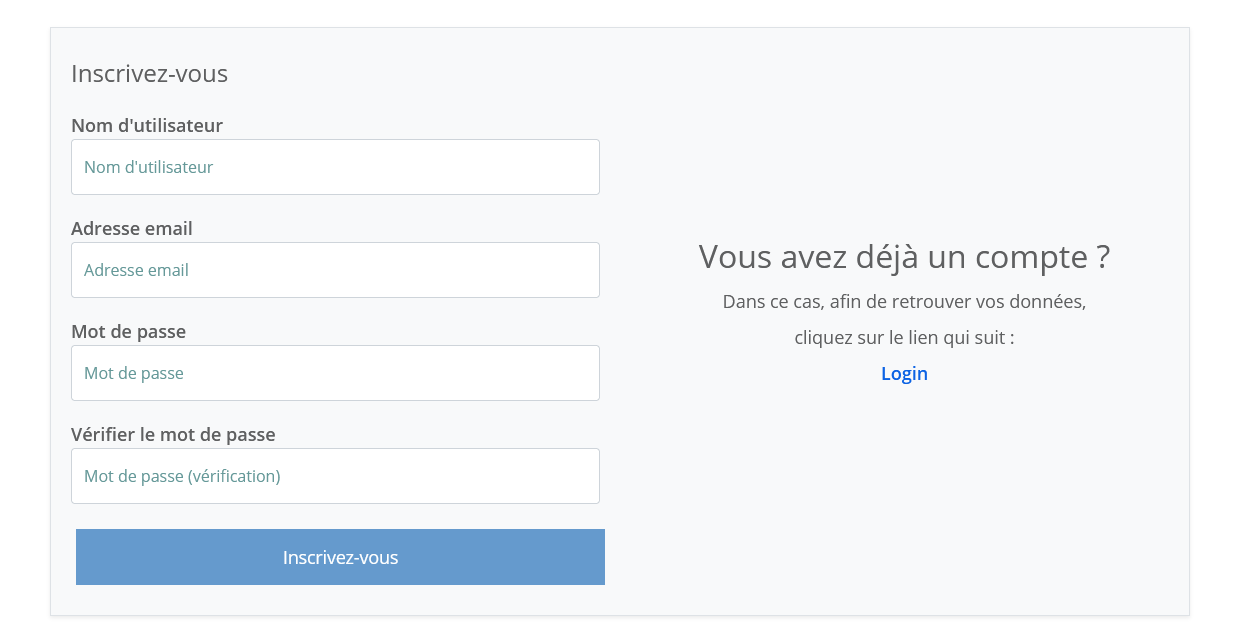 Inscrivez-vous
Nom d'utilisateur
Nom d'utilisateur
Adresse email
Adresse email
Mot de passe
Mot de passe
Vérifier le mot de passe
Mot de passe (vérification)
Inscrivez-vous
Vous avez déjà un compte ?
Dans ce cas, afin de retrouver vos données,
cliquez sur le lien qui suit :
Login